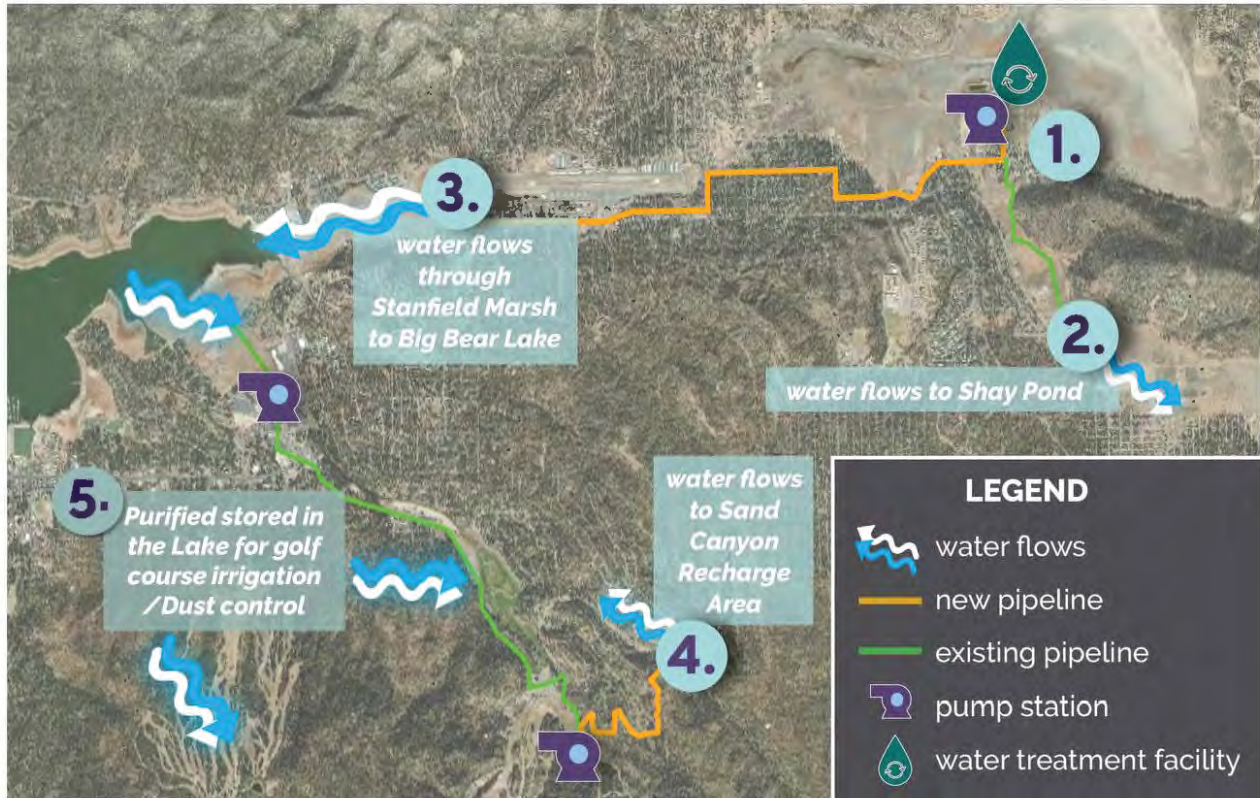 1.
3.
water flows
through
Stanfield Marsh
to Big Bear Lake
2.
water flows to Shay Pond
5.
Purified stored in
the Lake for golf
course irrigation
/Dust control
water flows
to Sand
Canyon
Recharge
Area
4.
LEGEND
water flows
new pipeline
existing pipeline
pump station
water treatment facility